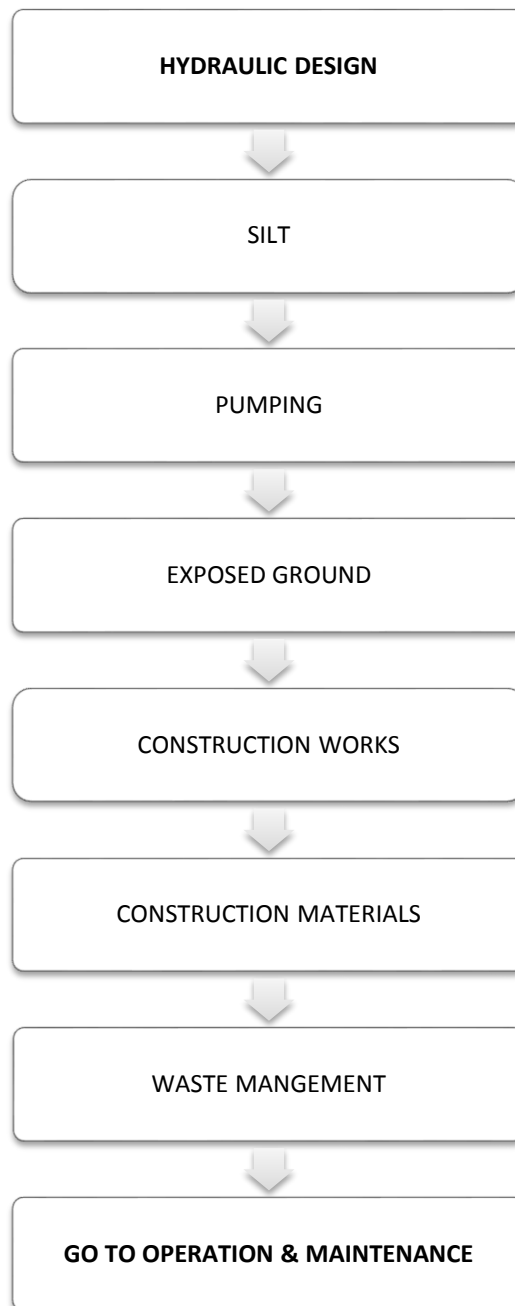 HYDRAULIC DESIGN
SILT
PUMPING
EXPOSED GROUND
CONSTRUCTION WORKS
CONSTRUCTION MATERIALS
WASTE MANGEMENT
GO TO OPERATION & MAINTENANCE